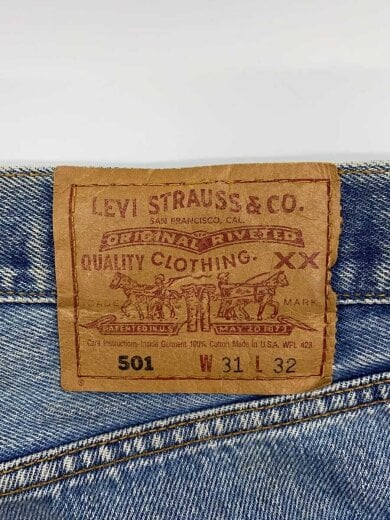 LEVI STRAUSS & CO.
SAN FRANCISCO, CAL.
ORIGINAL RIVETED
QUALITY CLOTHING. XX
TRADE MARK
PATENTED IN U.S. MAY 20 1873
Care Instructions Inside Garment 100% Cotton Made in U.S.A. WPL 423
501 W 31 L 32